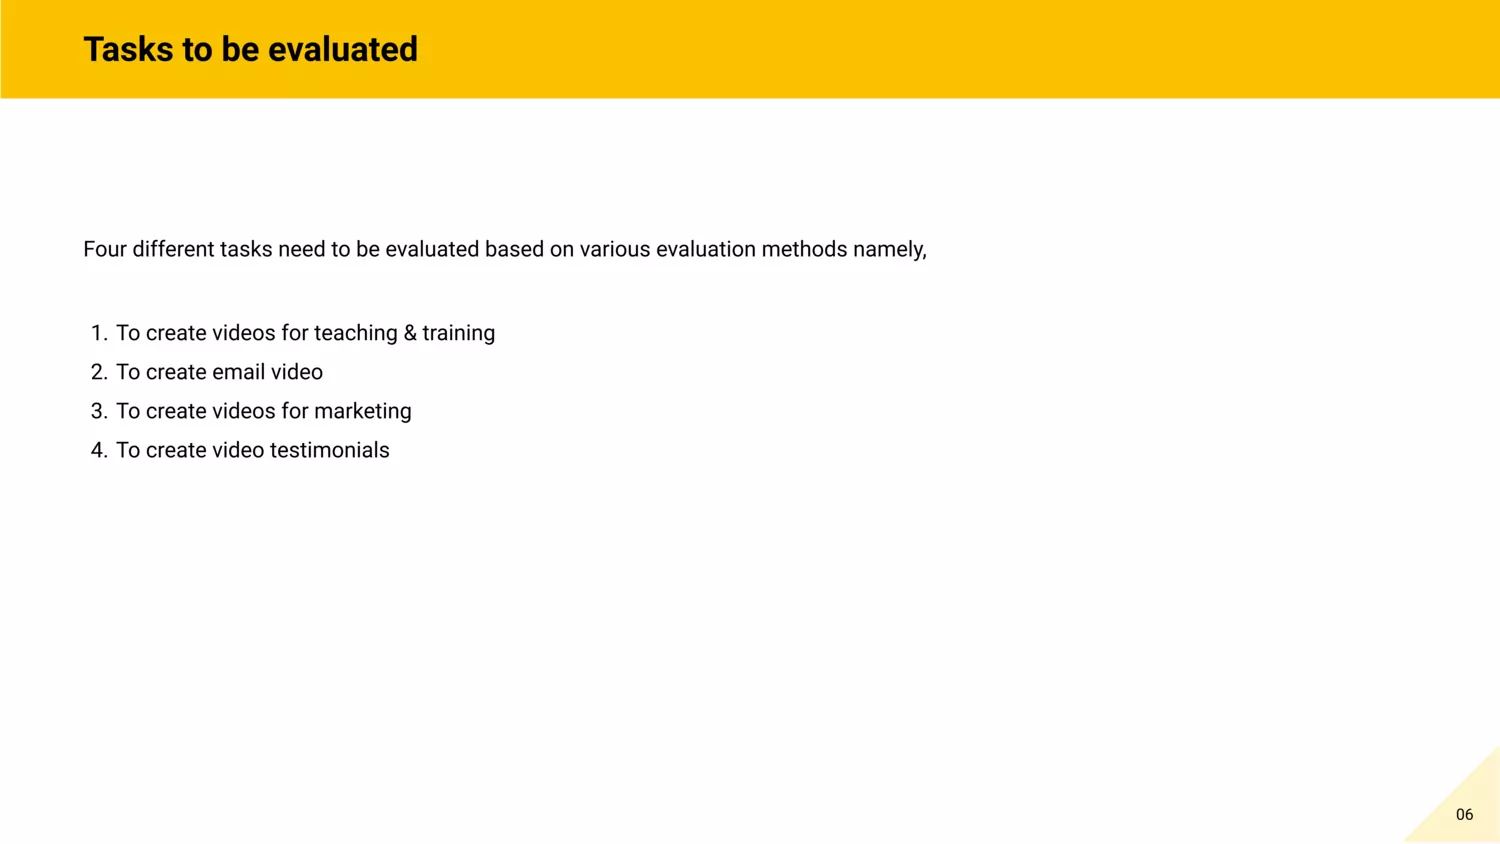 Tasks to be evaluated
Four different tasks need to be evaluated based on various evaluation methods namely,
1. To create videos for teaching & training
2. To create email video
3. To create videos for marketing
4. To create video testimonials
06